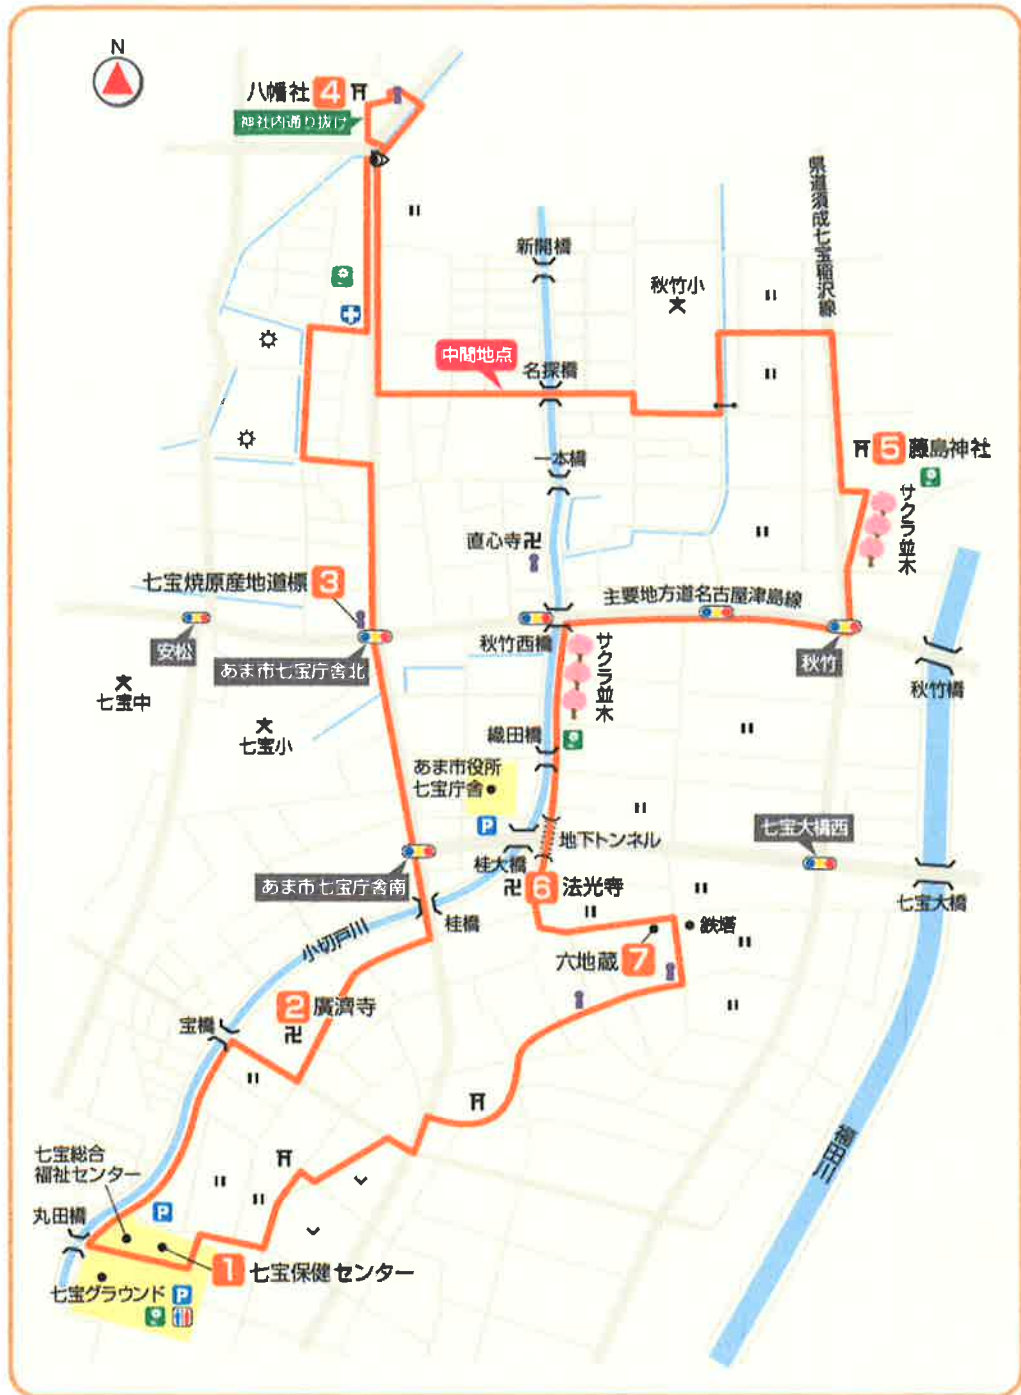 N
八幡社 4
神社内通り抜け
県道須成七宝稲沢線
新開橋
秋竹小
中間地点
名探橋
5 藤島神社
サクラ並木
一本橋
直心寺
七宝焼原産地道標 3
主要地方道名古屋津島線
安松
あま市七宝庁舎北
秋竹西橋
サクラ並木
秋竹
秋竹橋
七宝中
七宝小
織田橋
あま市役所
七宝庁舎
P
地下トンネル
七宝大橋西
桂大橋
あま市七宝庁舎南
6 法光寺
七宝大橋
桂橋
鉄塔
小切戸川
六地蔵 7
2 廣濟寺
宝橋
福田川
七宝総合
福祉センター
丸田橋
P
1 七宝保健センター
七宝グラウンド P